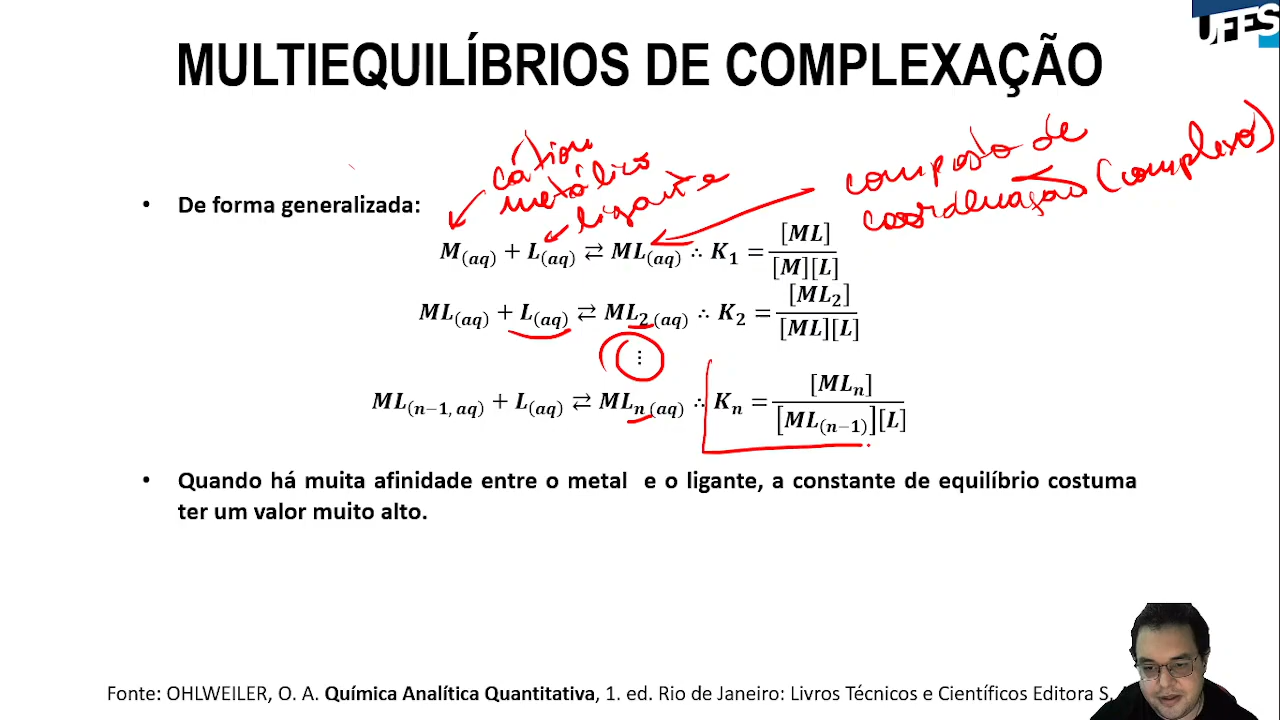 UFES
MULTIEQUILÍBRIOS DE COMPLEXAÇÃO
cátion
metálico
ligante
composto de
coordenação (complexo)
• De forma generalizada:
M(aq) + L(aq) ⇄ ML(aq) ∴ K₁ = [ML] / [M][L]
ML(aq) + L(aq) ⇄ ML₂(aq) ∴ K₂ = [ML₂] / [ML][L]
⋮
ML(n−1, aq) + L(aq) ⇄ MLₙ(aq) ∴ Kₙ = [MLₙ] / [ML(n−1)][L]
• Quando há muita afinidade entre o metal e o ligante, a constante de equilíbrio costuma
ter um valor muito alto.
Fonte: OHLWEILER, O. A. Química Analítica Quantitativa, 1. ed. Rio de Janeiro: Livros Técnicos e Científicos Editora S.